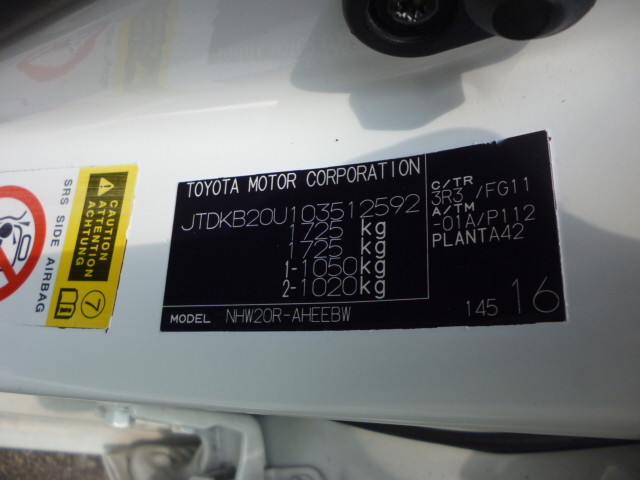 TOYOTA MOTOR CORPORATION
JTDKB20U103512592
1725 kg
1725 kg
1-1050kg
2-1020kg
MODEL NHW20R-AHEEBW
C/TR
3R3 /FG11
A/TM
-01A/P112
PLANTA42
145 16
CAUTION
ATTENTION
ACHTUNG
7
SRS SIDE AIRBAG